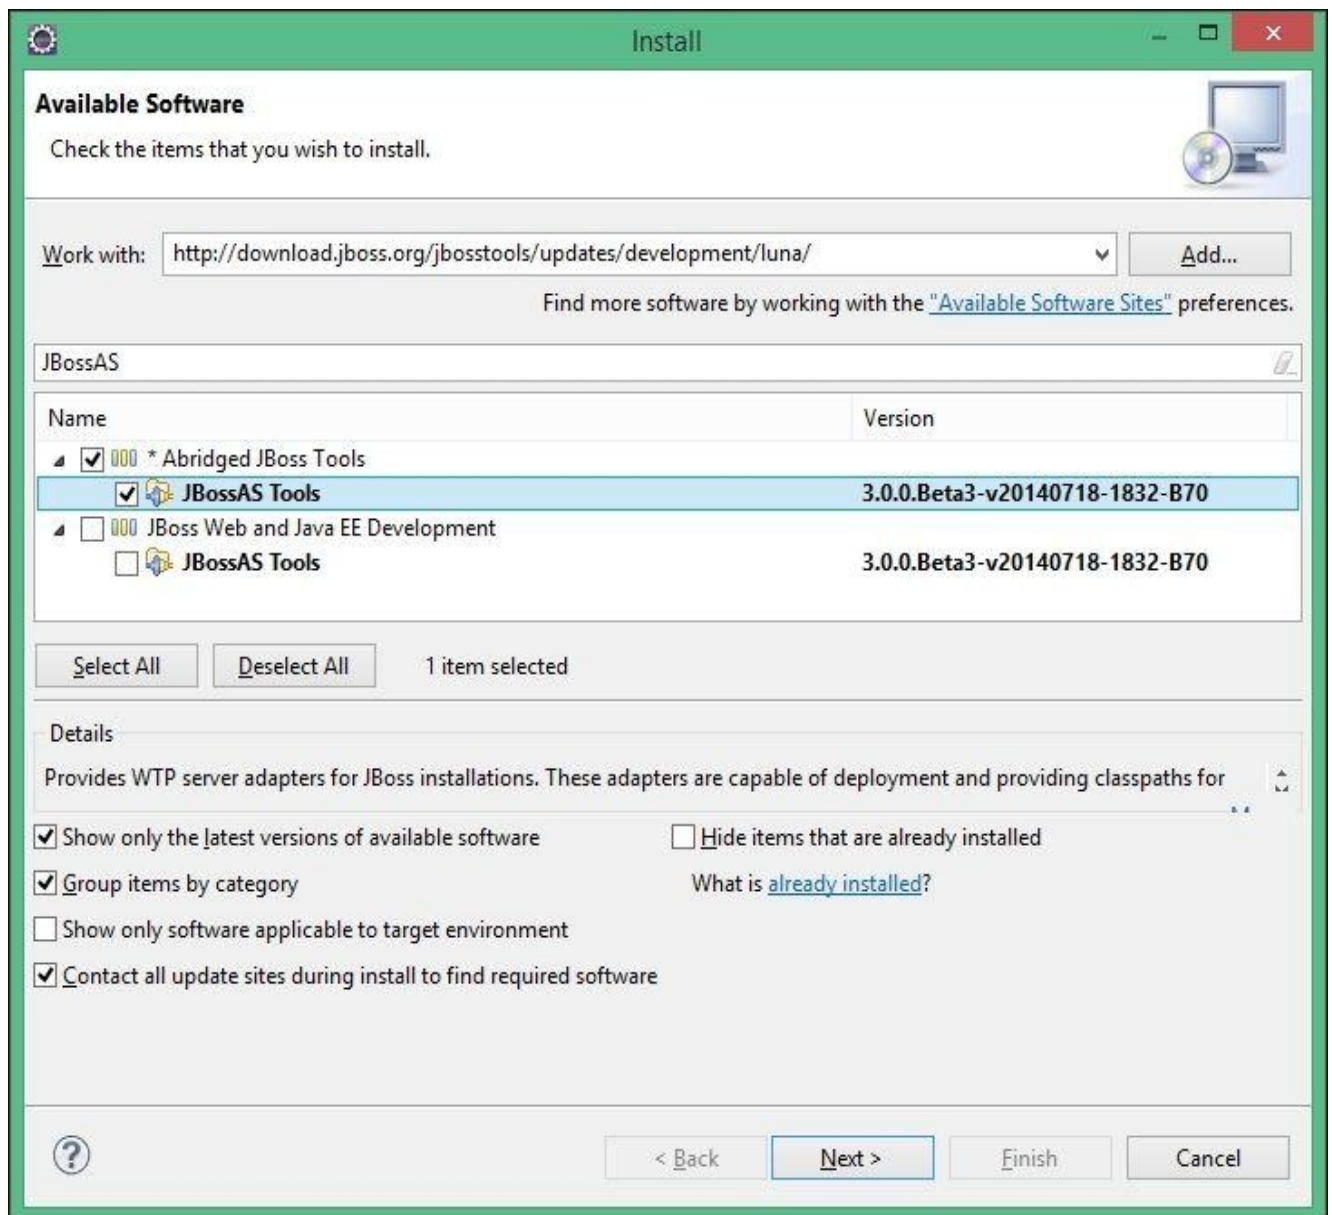 Install
Available Software
Check the items that you wish to install.
Work with: http://download.jboss.org/jbosstools/updates/development/luna/ Add...
Find more software by working with the "Available Software Sites" preferences.
JBossAS
Name Version
* Abridged JBoss Tools
JBossAS Tools 3.0.0.Beta3-v20140718-1832-B70
JBoss Web and Java EE Development
JBossAS Tools 3.0.0.Beta3-v20140718-1832-B70
Select All Deselect All 1 item selected
Details
Provides WTP server adapters for JBoss installations. These adapters are capable of deployment and providing classpaths for
Show only the latest versions of available software Hide items that are already installed
Group items by category What is already installed?
Show only software applicable to target environment
Contact all update sites during install to find required software
? < Back Next > Finish Cancel